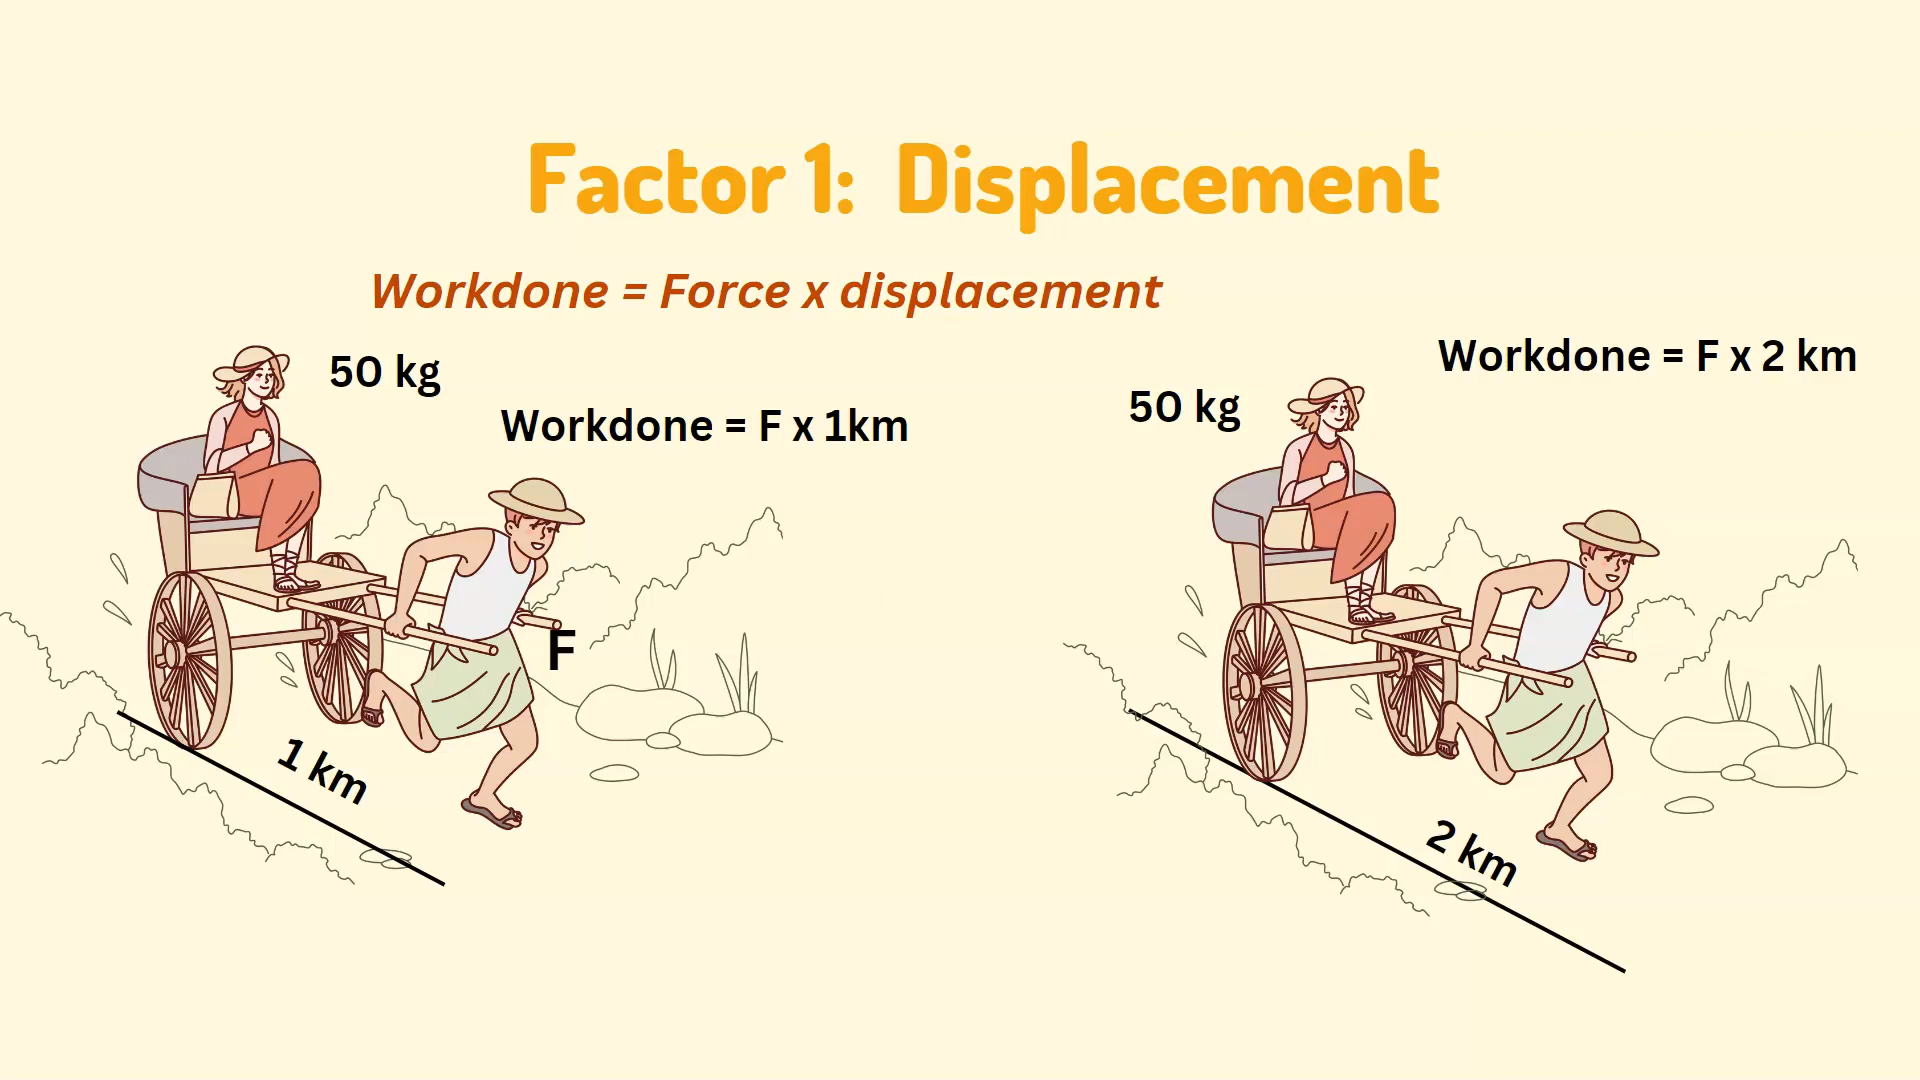 Factor 1: Displacement
Workdone = Force x displacement
50 kg
Workdone = F x 1km
F
1 km
Workdone = F x 2 km
50 kg
2 km